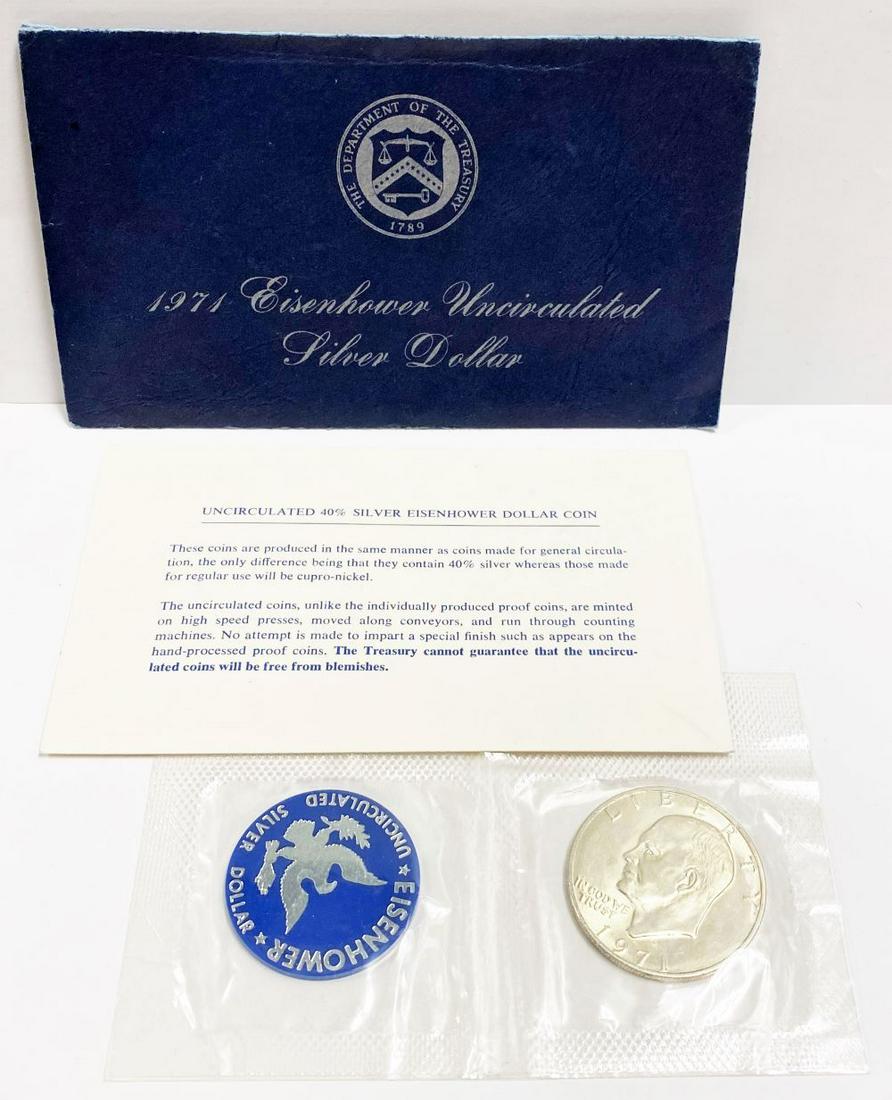 THE DEPARTMENT OF THE TREASURY
1789
1971 Eisenhower Uncirculated
Silver Dollar
UNCIRCULATED 40% SILVER EISENHOWER DOLLAR COIN
These coins are produced in the same manner as coins made for general circula-
tion, the only difference being that they contain 40% silver whereas those made
for regular use will be cupro-nickel.
The uncirculated coins, unlike the individually produced proof coins, are minted
on high speed presses, moved along conveyors, and run through counting
machines. No attempt is made to impart a special finish such as appears on the
hand-processed proof coins. The Treasury cannot guarantee that the uncircu-
lated coins will be free from blemishes.
EISENHOWER
UNCIRCULATED SILVER DOLLAR
LIBERTY
IN GOD WE
TRUST
1971